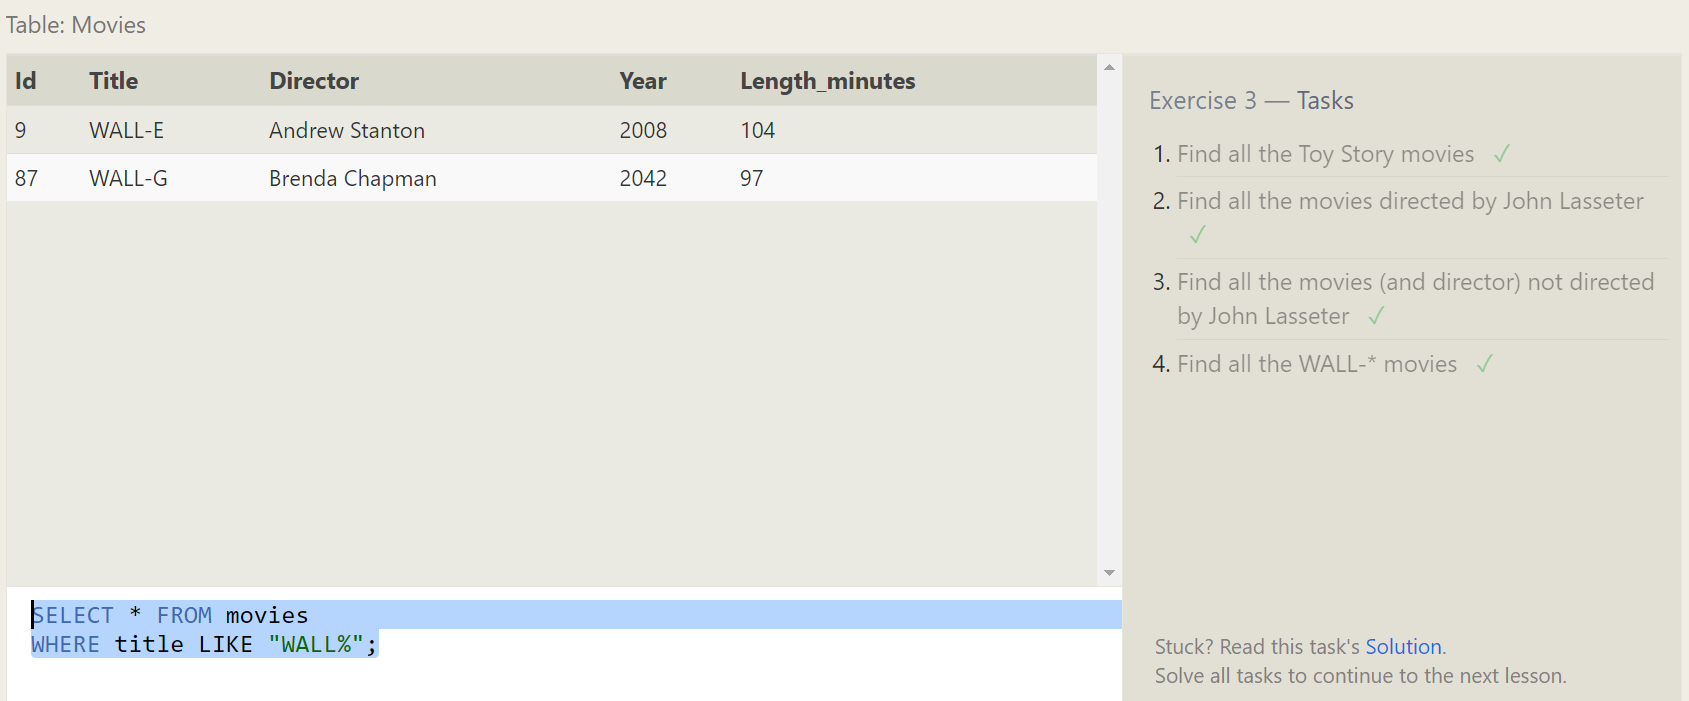 Table: Movies
Id Title Director Year Length_minutes
9 WALL-E Andrew Stanton 2008 104
87 WALL-G Brenda Chapman 2042 97
SELECT * FROM movies
WHERE title LIKE "WALL%";
Exercise 3 — Tasks
1. Find all the Toy Story movies ✓
2. Find all the movies directed by John Lasseter
✓
3. Find all the movies (and director) not directed
by John Lasseter ✓
4. Find all the WALL-* movies ✓
Stuck? Read this task's Solution.
Solve all tasks to continue to the next lesson.